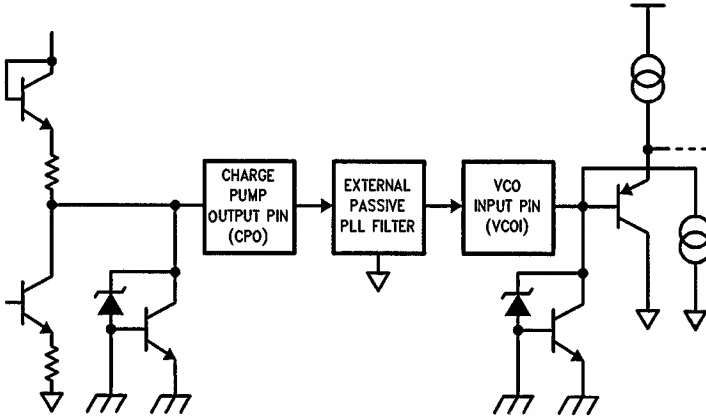 CHARGE
PUMP
OUTPUT PIN
(CPO)
EXTERNAL
PASSIVE
PLL FILTER
VCO
INPUT PIN
(VCOI)